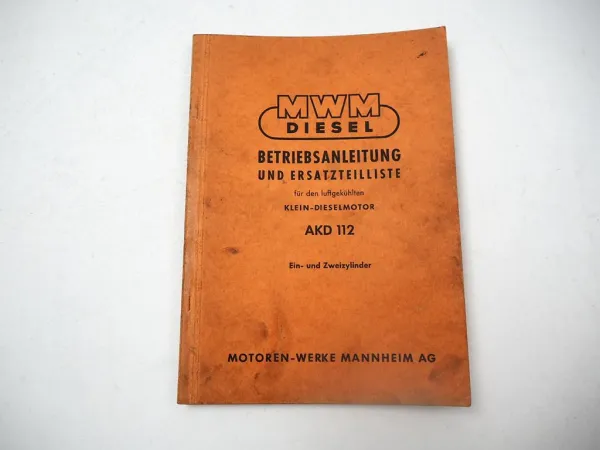 MWM
DIESEL
BETRIEBSANLEITUNG
UND ERSATZTEILLISTE
für den luftgekühlten
KLEIN-DIESELMOTOR
AKD 112
Ein- und Zweizylinder
MOTOREN-WERKE MANNHEIM AG